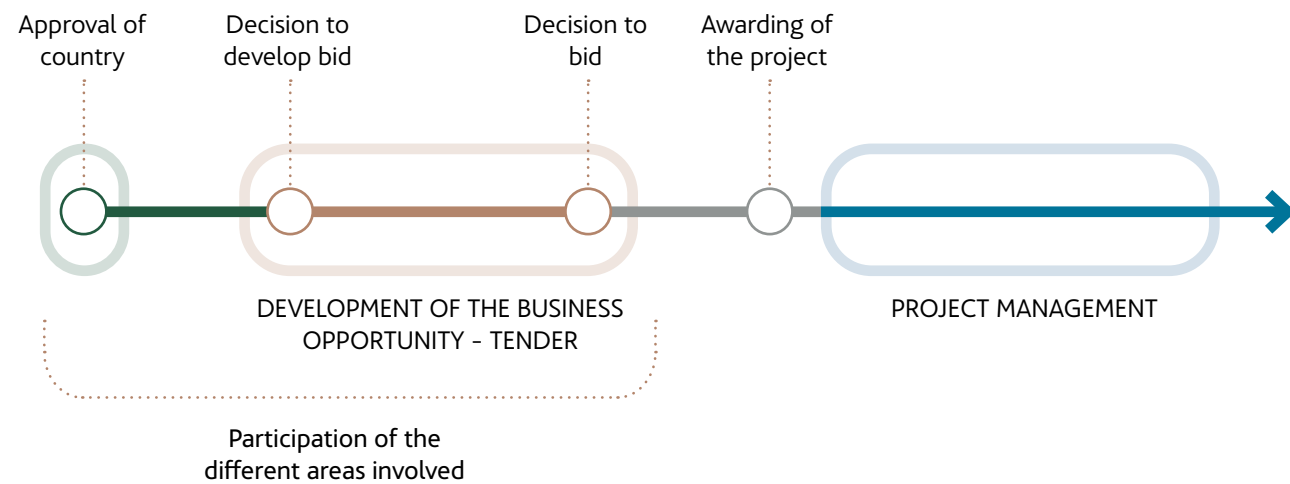 Approval of
country
Decision to
develop bid
Decision to
bid
Awarding of
the project
DEVELOPMENT OF THE BUSINESS
OPPORTUNITY - TENDER
PROJECT MANAGEMENT
Participation of the
different areas involved